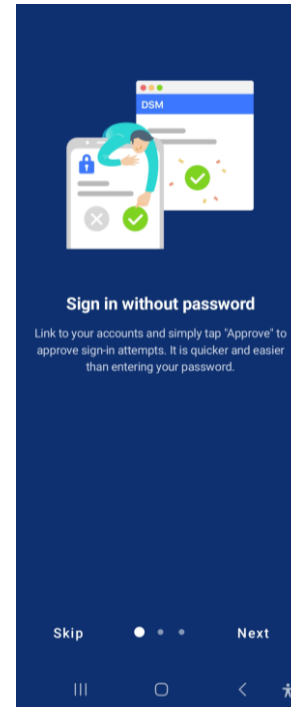 DSM
Sign in without password
Link to your accounts and simply tap "Approve" to
approve sign-in attempts. It is quicker and easier
than entering your password.
Skip
Next